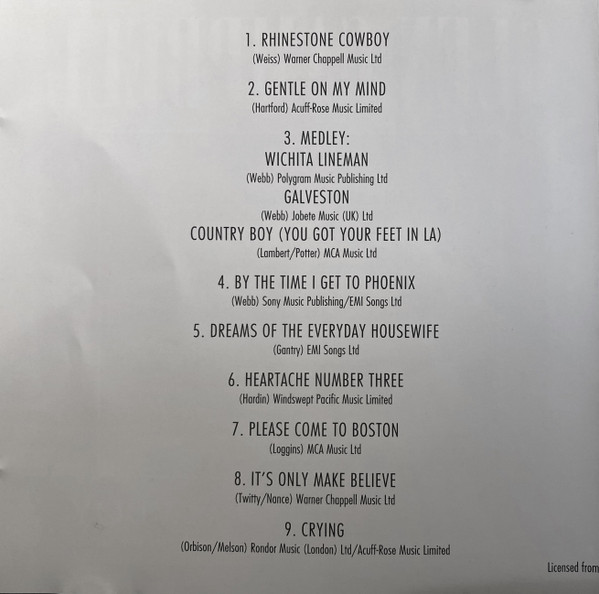 1. RHINESTONE COWBOY
(Weiss) Warner Chappell Music Ltd
2. GENTLE ON MY MIND
(Hartford) Acuff-Rose Music Limited
3. MEDLEY:
WICHITA LINEMAN
(Webb) Polygram Music Publishing Ltd
GALVESTON
(Webb) Jobete Music (UK) Ltd
COUNTRY BOY (YOU GOT YOUR FEET IN LA)
(Lambert/Potter) MCA Music Ltd
4. BY THE TIME I GET TO PHOENIX
(Webb) Sony Music Publishing/EMI Songs Ltd
5. DREAMS OF THE EVERYDAY HOUSEWIFE
(Gantry) EMI Songs Ltd
6. HEARTACHE NUMBER THREE
(Hardin) Windswept Pacific Music Limited
7. PLEASE COME TO BOSTON
(Loggins) MCA Music Ltd
8. IT'S ONLY MAKE BELIEVE
(Twitty/Nance) Warner Chappell Music Ltd
9. CRYING
(Orbison/Melson) Rondor Music (London) Ltd/Acuff-Rose Music Limited
Licensed from